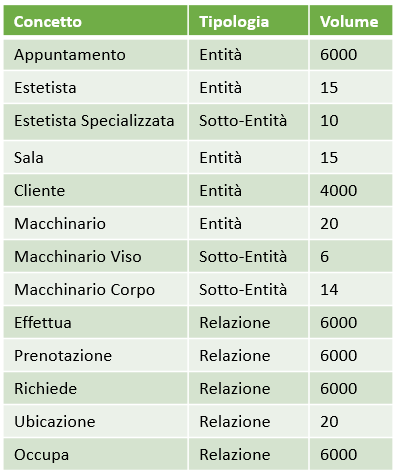 Concetto Tipologia Volume
Appuntamento Entità 6000
Estetista Entità 15
Estetista Specializzata Sotto-Entità 10
Sala Entità 15
Cliente Entità 4000
Macchinario Entità 20
Macchinario Viso Sotto-Entità 6
Macchinario Corpo Sotto-Entità 14
Effettua Relazione 6000
Prenotazione Relazione 6000
Richiede Relazione 6000
Ubicazione Relazione 20
Occupa Relazione 6000